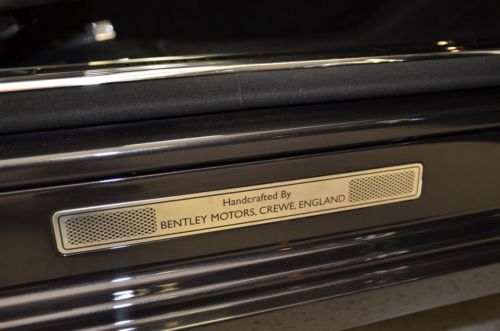 Handcrafted By
BENTLEY MOTORS, CREWE, ENGLAND